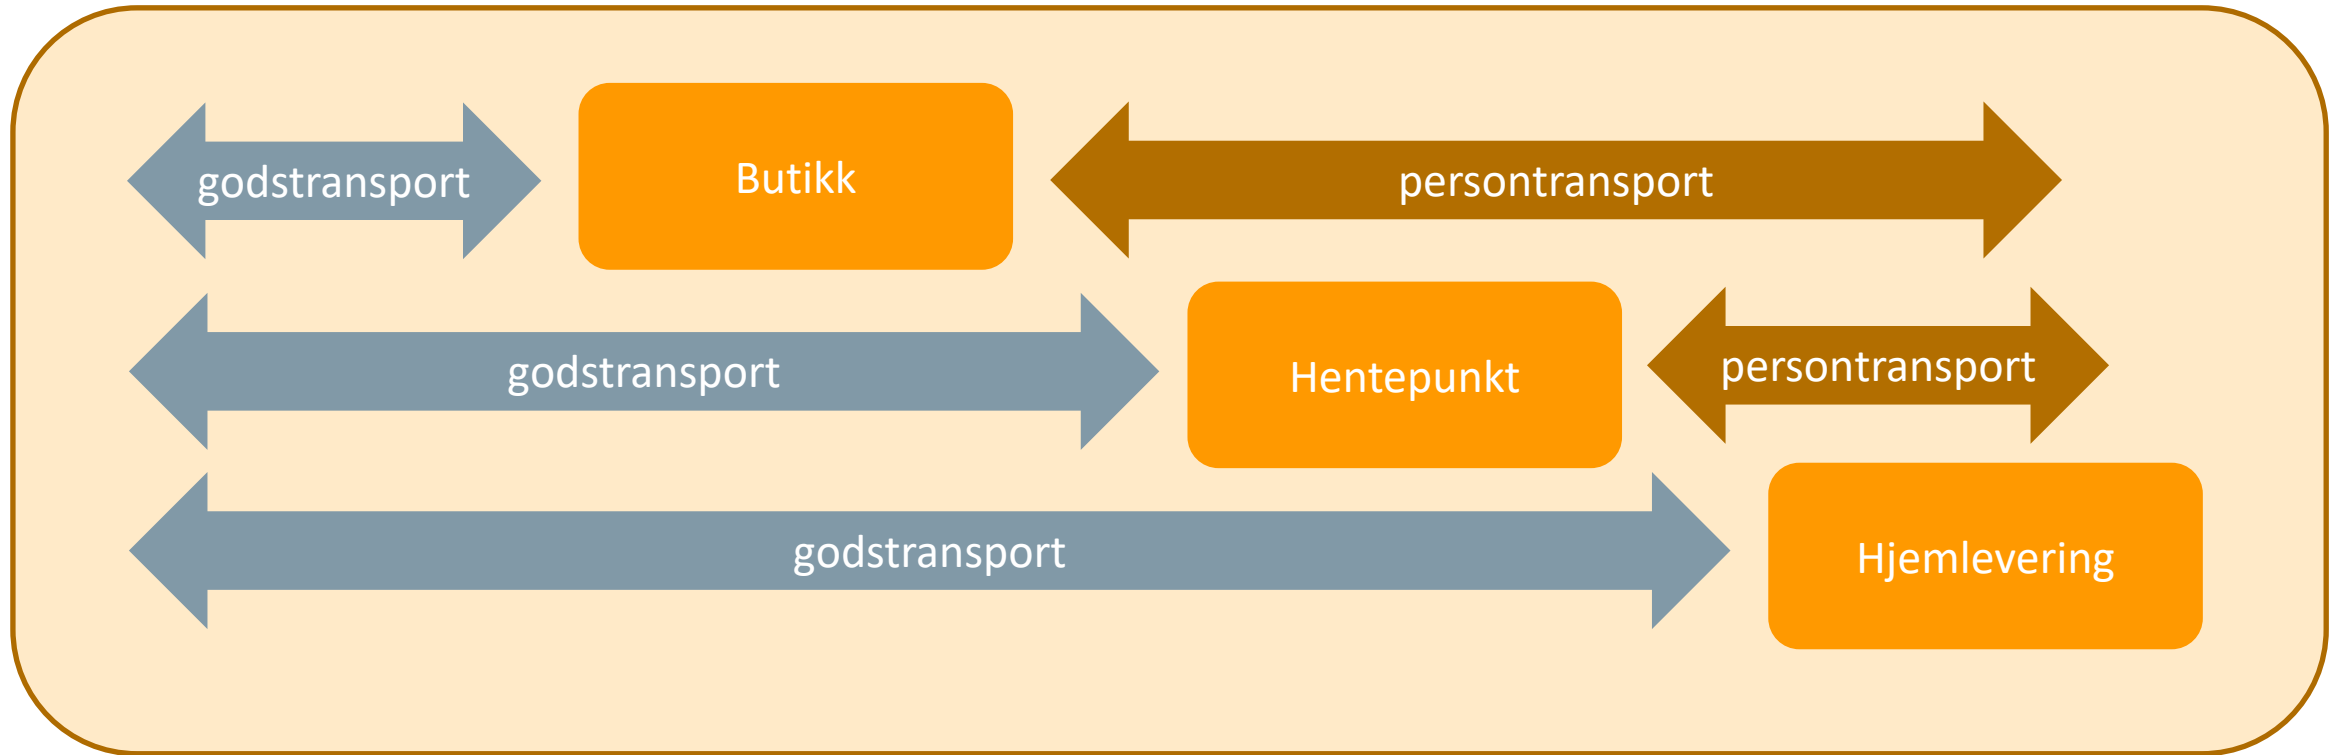 godstransport
Butikk
persontransport
godstransport
Hentepunkt
persontransport
godstransport
Hjemlevering